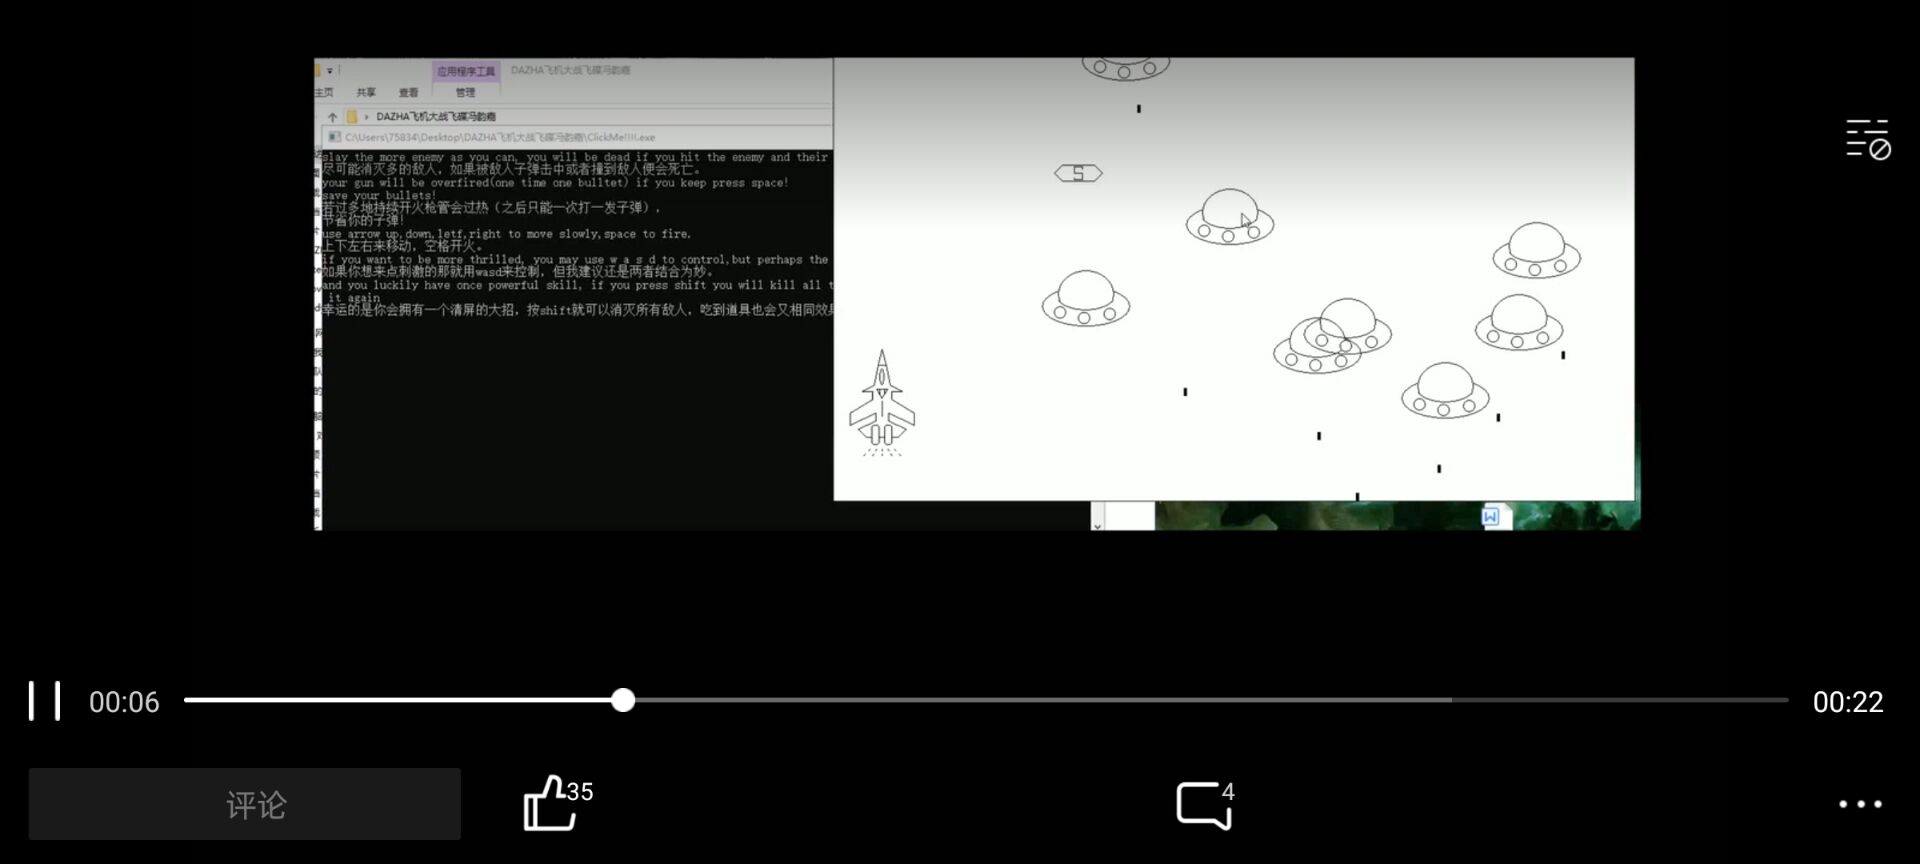 应用程序工具
DAZHA飞机大战飞碟冯韵瘾
主页 共享 查看 管理
DAZHA飞机大战飞碟冯韵瘾
C:\Users\75834\Desktop\DAZHA飞机大战飞碟冯韵瘾\ClickMe!!!!.exe
slay the more enemy as you can, you will be dead if you hit the enemy and their
尽可能消灭多的敌人，如果被敌人子弹击中或者撞到敌人便会死亡。
your gun will be overfired(one time one bulltet) if you keep press space!
save your bullets!
若过多地持续开火枪管会过热（之后只能一次打一发子弹），
节省你的子弹!
use arrow up,down,letf,right to move slowly,space to fire.
上下左右来移动，空格开火。
if you want to be more thrilled, you may use w a s d to control,but perhaps the
如果你想来点刺激的那就用wasd来控制，但我建议还是两者结合为妙。
and you luckily have once powerful skill, if you press shift you will kill all t
it again
幸运的是你会拥有一个清屏的大招，按shift就可以消灭所有敌人，吃到道具也会又相同效果
S
W
00:06
00:22
评论
35
4